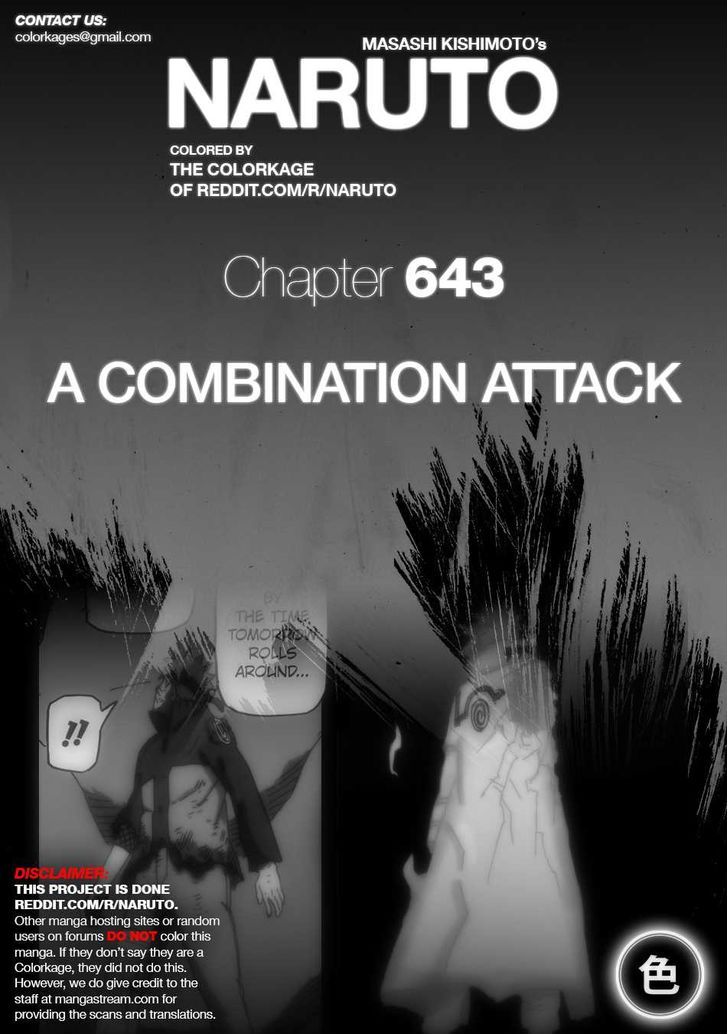 CONTACT US:
colorkages@gmail.com
MASASHI KISHIMOTO's
NARUTO
COLORED BY
THE COLORKAGE
OF REDDIT.COM/R/NARUTO
Chapter 643
A COMBINATION ATTACK
BY
THE TIME
TOMORROW
ROLLS
AROUND...
!!
DISCLAIMER:
THIS PROJECT IS DONE
REDDIT.COM/R/NARUTO.
Other manga hosting sites or random
users on forums DO NOT color this
manga. If they don't say they are a
Colorkage, they did not do this.
However, we do give credit to the
staff at mangastream.com for
providing the scans and translations.
色